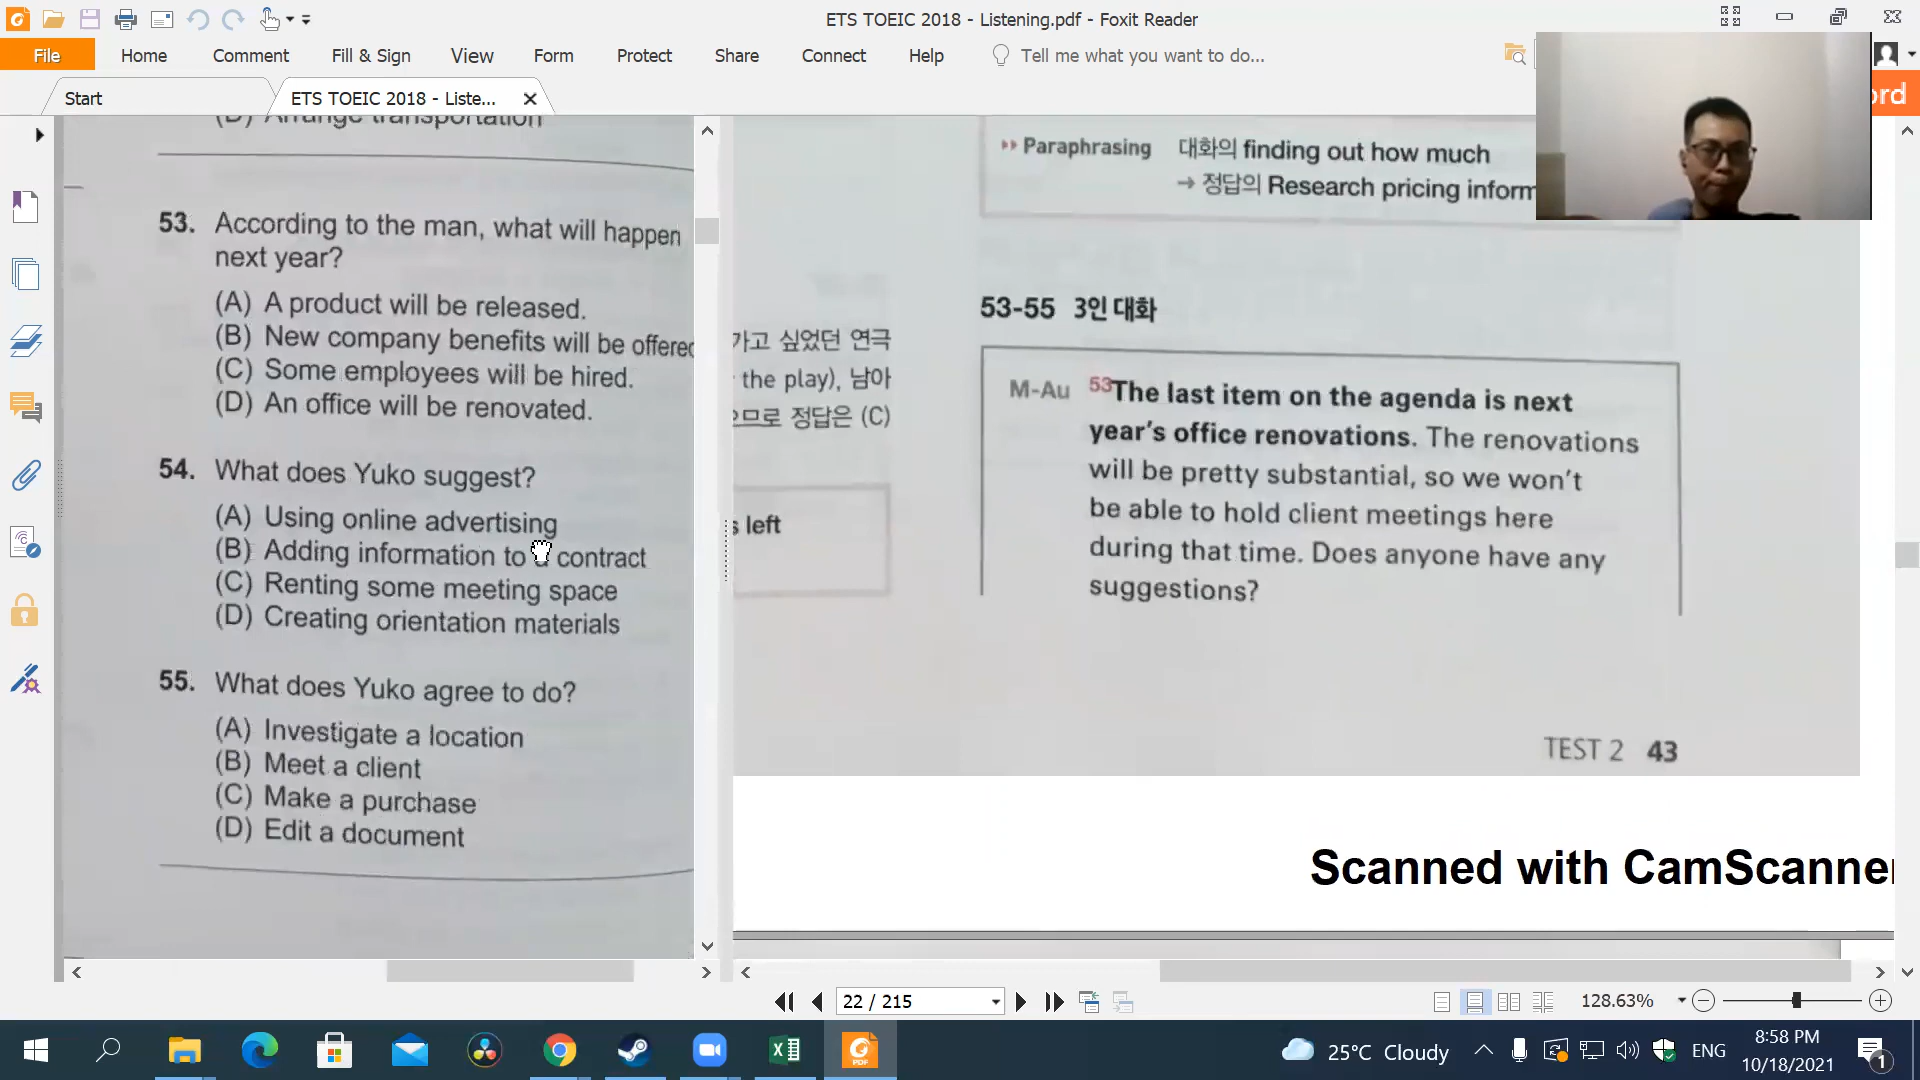 ETS TOEIC 2018 - Listening.pdf - Foxit Reader
File Home Comment Fill & Sign View Form Protect Share Connect Help Tell me what you want to do...
Start
ETS TOEIC 2018 - Liste...
(D) Arrange transportation
53. According to the man, what will happen
next year?
(A) A product will be released.
(B) New company benefits will be offered
(C) Some employees will be hired.
(D) An office will be renovated.
54. What does Yuko suggest?
(A) Using online advertising
(B) Adding information to a contract
(C) Renting some meeting space
(D) Creating orientation materials
55. What does Yuko agree to do?
(A) Investigate a location
(B) Meet a client
(C) Make a purchase
(D) Edit a document
가고 싶었던 연극
the play), 남아
으므로 정답은 (C)
s left
Paraphrasing 대화의 finding out how much
→ 정답의 Research pricing inform
53-55 3인 대화
M-Au 53The last item on the agenda is next
year's office renovations. The renovations
will be pretty substantial, so we won't
be able to hold client meetings here
during that time. Does anyone have any
suggestions?
TEST 2 43
Scanned with CamScanner
22 / 215
128.63%
25°C Cloudy
ENG
8:58 PM
10/18/2021
1